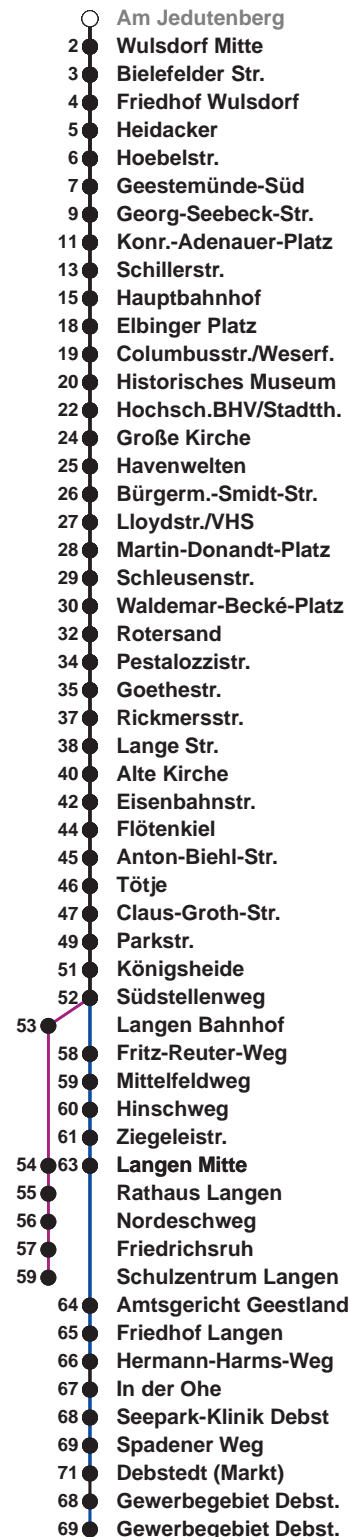 Am Jedutenberg
2 Wulsdorf Mitte
3 Bielefelder Str.
4 Friedhof Wulsdorf
5 Heidacker
6 Hoebelstr.
7 Geestemünde-Süd
9 Georg-Seebeck-Str.
11 Konr.-Adenauer-Platz
13 Schillerstr.
15 Hauptbahnhof
18 Elbinger Platz
19 Columbusstr./Weserf.
20 Historisches Museum
22 Hochsch.BHV/Stadtth.
24 Große Kirche
25 Havenwelten
26 Bürgerm.-Smidt-Str.
27 Lloydstr./VHS
28 Martin-Donandt-Platz
29 Schleusenstr.
30 Waldemar-Becké-Platz
32 Rotersand
34 Pestalozzistr.
35 Goethestr.
37 Rickmersstr.
38 Lange Str.
40 Alte Kirche
42 Eisenbahnstr.
44 Flötenkiel
45 Anton-Biehl-Str.
46 Tötje
47 Claus-Groth-Str.
49 Parkstr.
51 Königsheide
52 Südstellenweg
53 Langen Bahnhof
58 Fritz-Reuter-Weg
59 Mittelfeldweg
60 Hinschweg
61 Ziegeleistr.
54 63 Langen Mitte
55 Rathaus Langen
56 Nordeschweg
57 Friedrichsruh
59 Schulzentrum Langen
64 Amtsgericht Geestland
65 Friedhof Langen
66 Hermann-Harms-Weg
67 In der Ohe
68 Seepark-Klinik Debst
69 Spadener Weg
71 Debstedt (Markt)
68 Gewerbegebiet Debst.
69 Gewerbegebiet Debst.